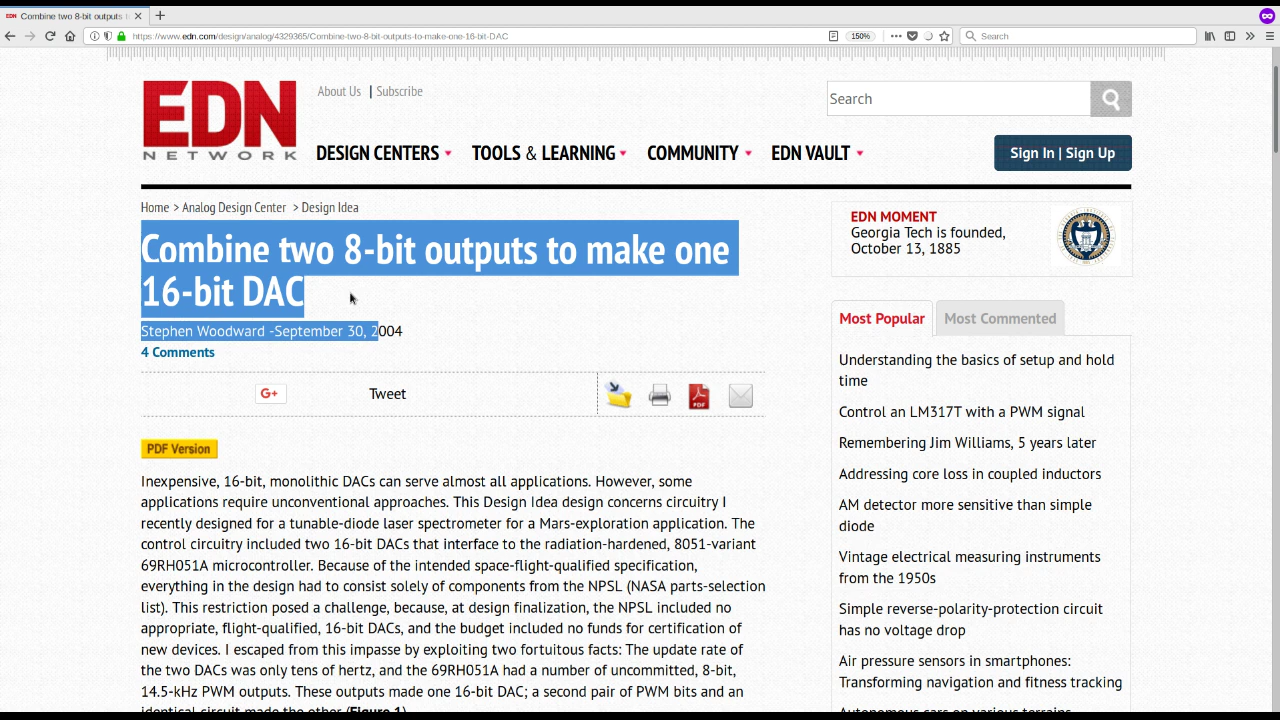 EDN Combine two 8-bit outputs t
https://www.edn.com/design/analog/4329365/Combine-two-8-bit-outputs-to-make-one-16-bit-DAC
150%
Search
EDN
NETWORK
About Us | Subscribe
Search
DESIGN CENTERS
TOOLS & LEARNING
COMMUNITY
EDN VAULT
Sign In | Sign Up
Home > Analog Design Center > Design Idea
Combine two 8-bit outputs to make one
16-bit DAC
Stephen Woodward -September 30, 2004
4 Comments
G+
Tweet
PDF
PDF Version
Inexpensive, 16-bit, monolithic DACs can serve almost all applications. However, some
applications require unconventional approaches. This Design Idea design concerns circuitry I
recently designed for a tunable-diode laser spectrometer for a Mars-exploration application. The
control circuitry included two 16-bit DACs that interface to the radiation-hardened, 8051-variant
69RH051A microcontroller. Because of the intended space-flight-qualified specification,
everything in the design had to consist solely of components from the NPSL (NASA parts-selection
list). This restriction posed a challenge, because, at design finalization, the NPSL included no
appropriate, flight-qualified, 16-bit DACs, and the budget included no funds for certification of
new devices. I escaped from this impasse by exploiting two fortuitous facts: The update rate of
the two DACs was only tens of hertz, and the 69RH051A had a number of uncommitted, 8-bit,
14.5-kHz PWM outputs. These outputs made one 16-bit DAC; a second pair of PWM bits and an
identical circuit made the other (Figure 1).
EDN MOMENT
Georgia Tech is founded,
October 13, 1885
Most Popular
Most Commented
Understanding the basics of setup and hold
time
Control an LM317T with a PWM signal
Remembering Jim Williams, 5 years later
Addressing core loss in coupled inductors
AM detector more sensitive than simple
diode
Vintage electrical measuring instruments
from the 1950s
Simple reverse-polarity-protection circuit
has no voltage drop
Air pressure sensors in smartphones:
Transforming navigation and fitness tracking
Autonomous cars on various terrains